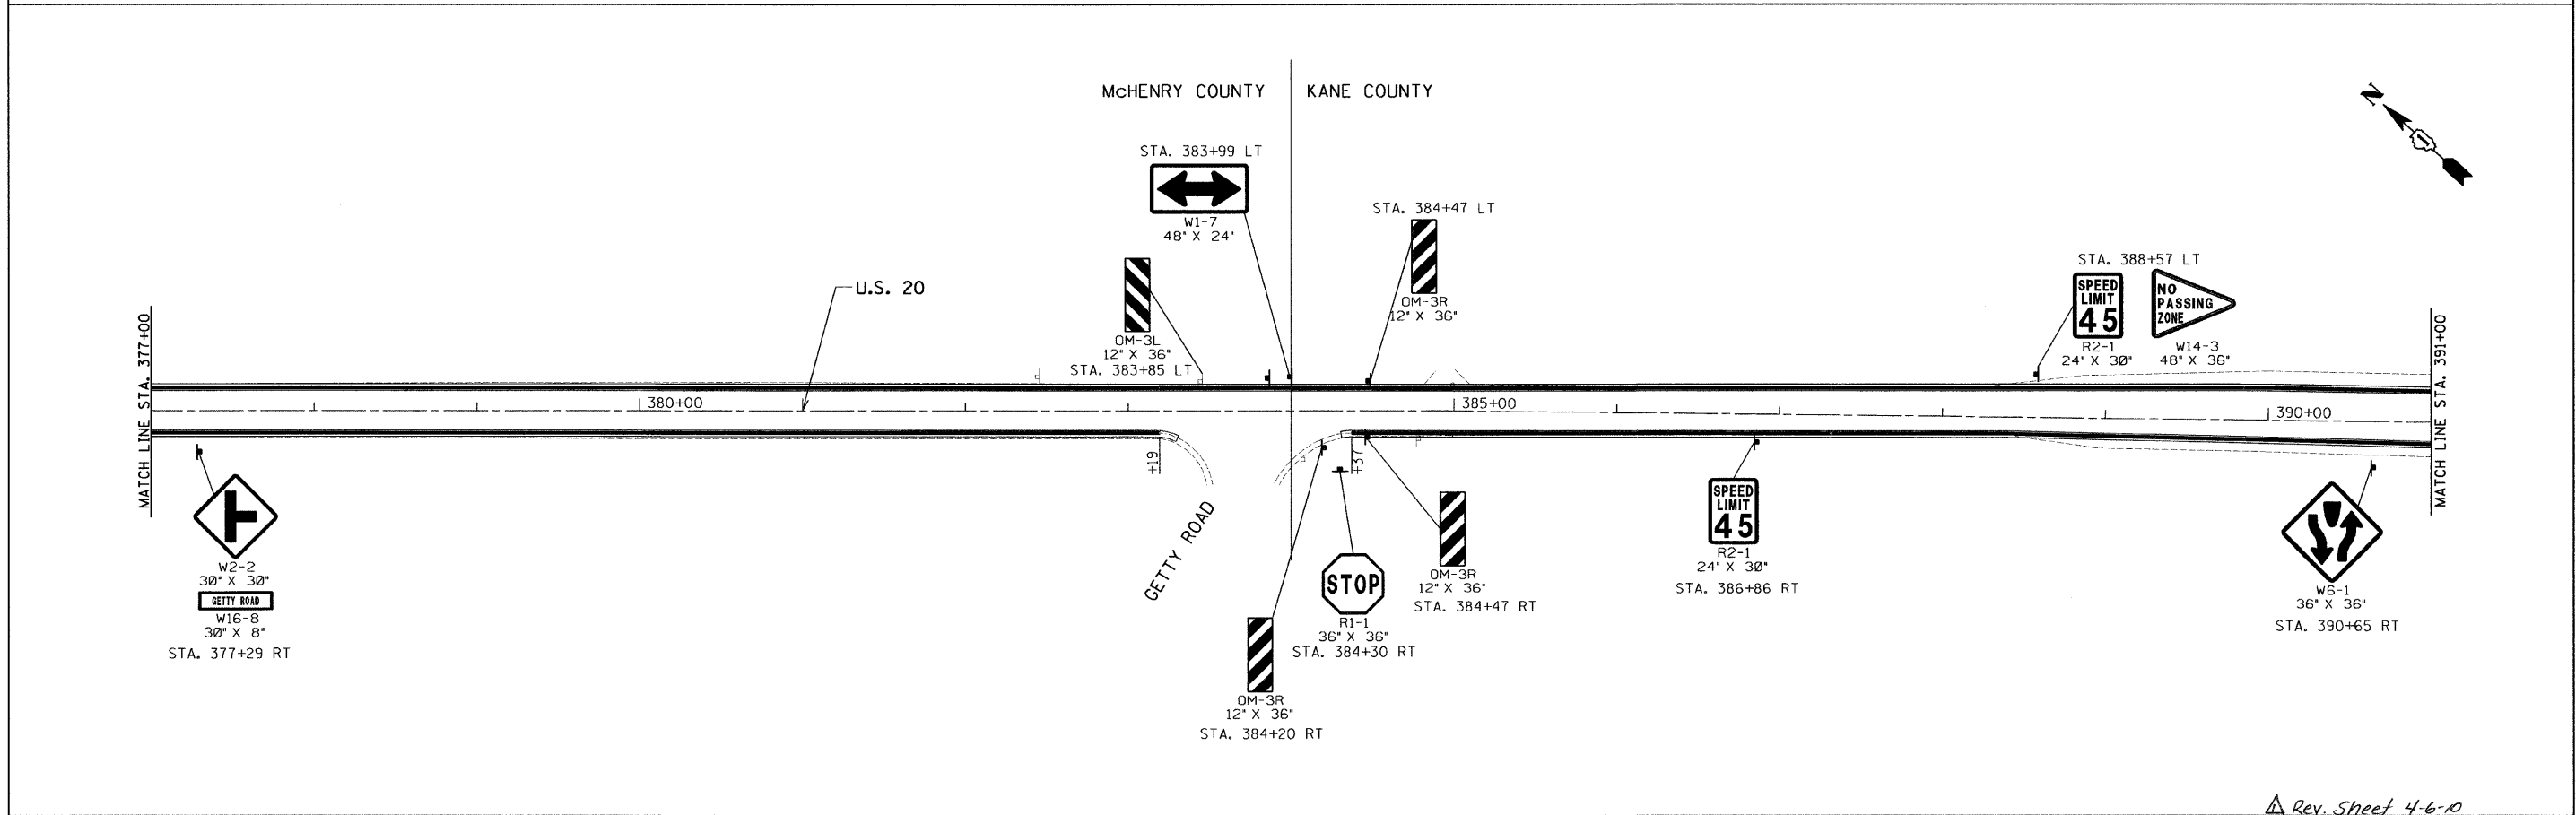 McHENRY COUNTY
KANE COUNTY
N
1
STA. 383+99 LT
W1-7
48" X 24"
STA. 384+47 LT
OM-3R
12" X 36"
OM-3L
12" X 36"
STA. 383+85 LT
STA. 388+57 LT
SPEED
LIMIT
45
R2-1
24" X 30"
NO
PASSING
ZONE
W14-3
48" X 36"
U.S. 20
MATCH LINE STA. 377+00
380+00
385+00
390+00
MATCH LINE STA. 391+00
+19
+37
GETTY ROAD
W2-2
30" X 30"
GETTY ROAD
W16-8
30" X 8"
STA. 377+29 RT
OM-3R
12" X 36"
STA. 384+20 RT
STOP
R1-1
36" X 36"
STA. 384+30 RT
OM-3R
12" X 36"
STA. 384+47 RT
SPEED
LIMIT
45
R2-1
24" X 30"
STA. 386+86 RT
W6-1
36" X 36"
STA. 390+65 RT
1 Rev. Sheet 4-6-10